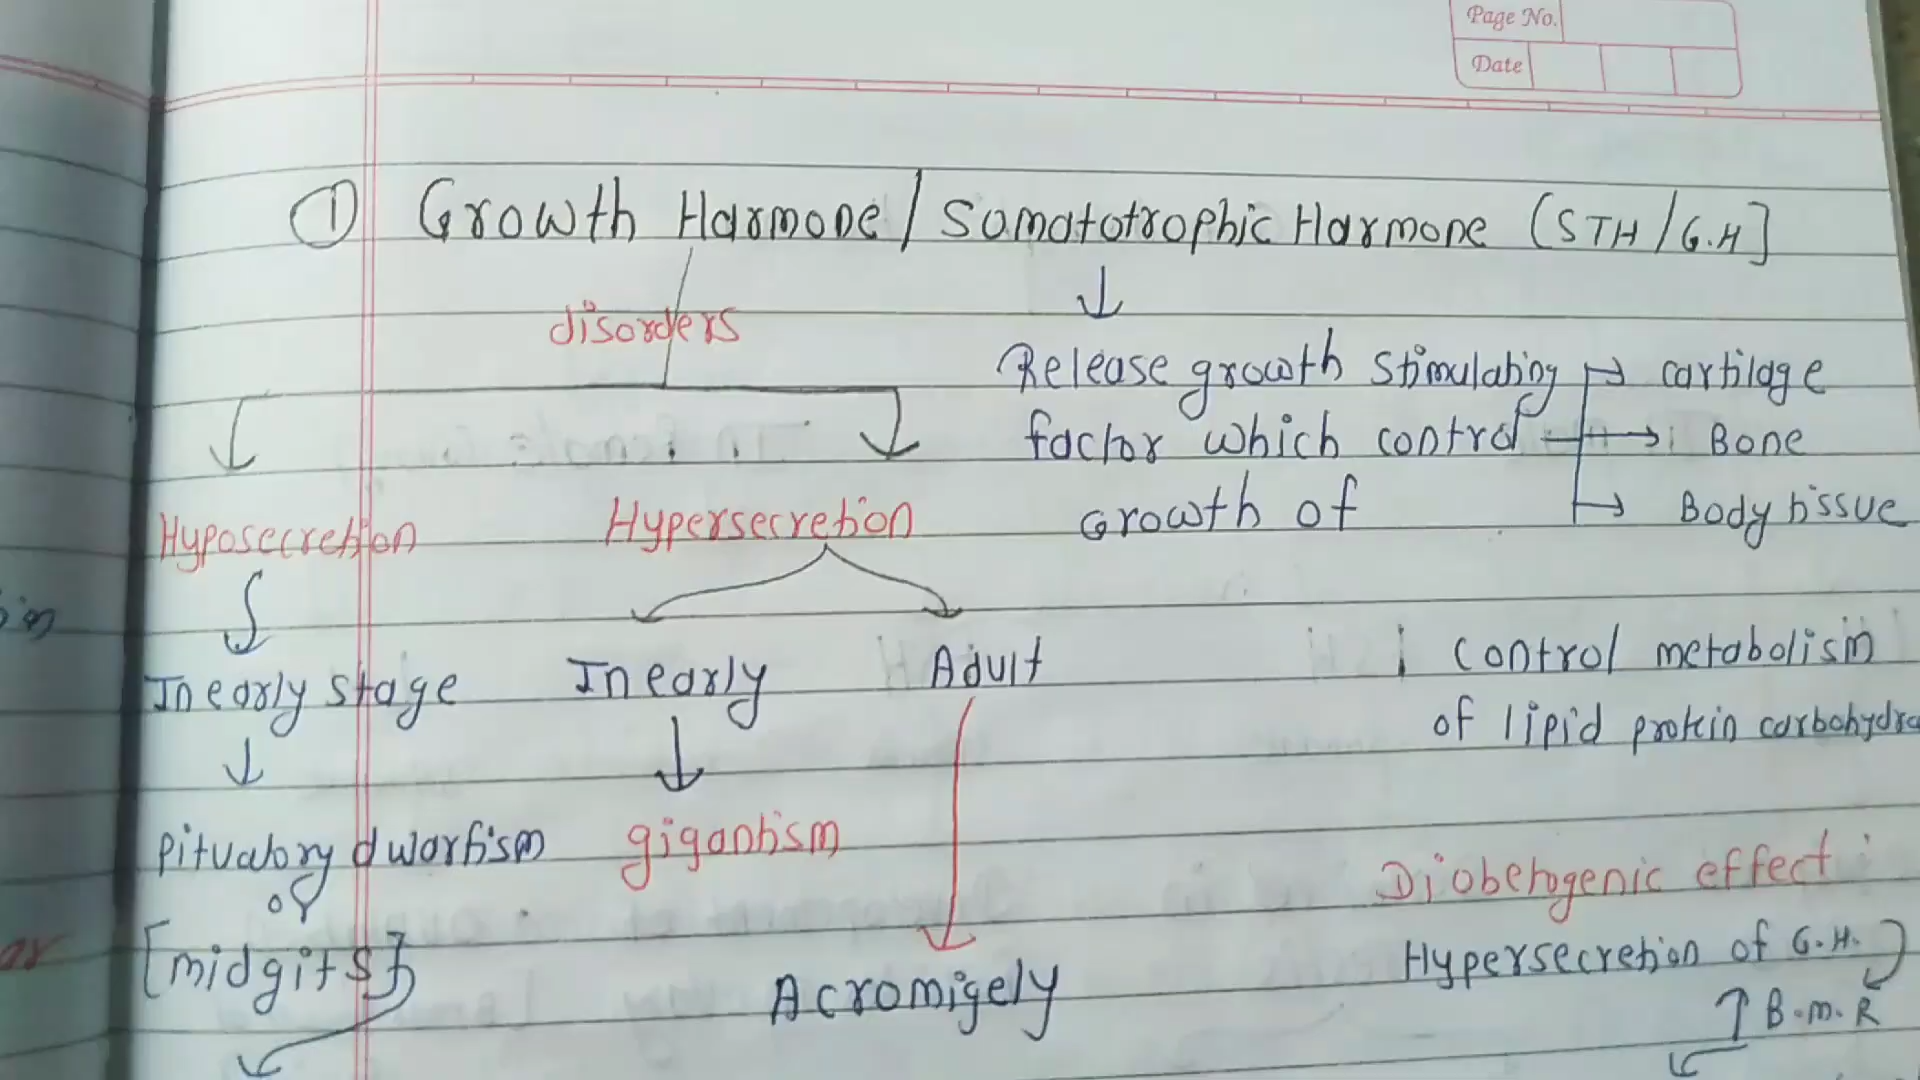 Page No.
Date
① Growth Harmone / Somatotrophic Harmone (STH/G.H]
disorders
Release growth stimulating → cartilage
factor which control → Bone
Growth of → Body tissue
Hyposecretion
Hypersecretion
In early stage
In early
Adult
control metabolism
of lipid protein carbohydra
Pituatory dwarfism
gigantism
or
[midgits]
Acromigely
Diabetogenic effect :
Hypersecretion of G.H.
↑ B.m.R